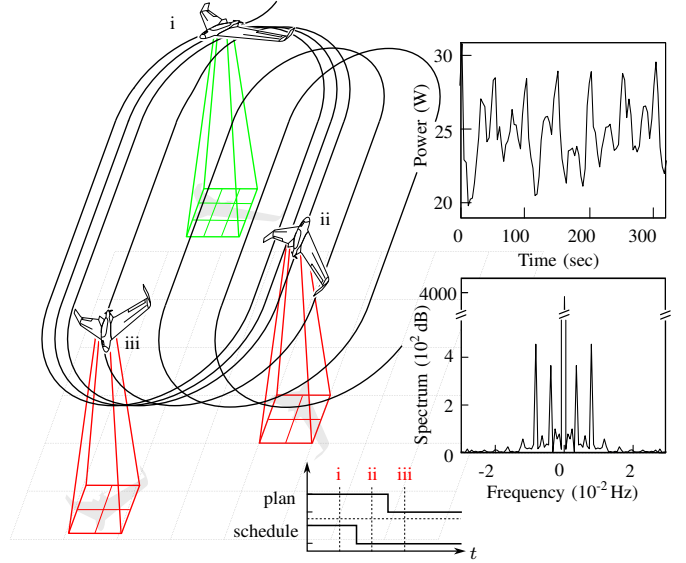 i
ii
iii
30
25
20
Power (W)
0
100
200
300
Time (sec)
4000
4
2
0
Spectrum (10² dB)
-2
0
2
Frequency (10⁻² Hz)
i
ii
iii
plan
schedule
t